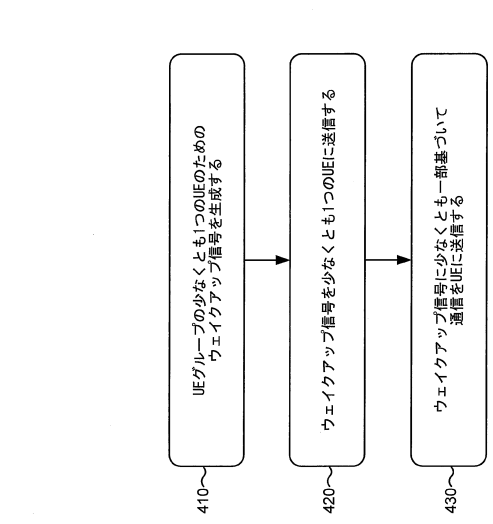 410
UEグループの少なくとも1つのUEのための
ウェイクアップ信号を生成する
420
ウェイクアップ信号を少なくとも1つのUEに送信する
430
ウェイクアップ信号に少なくとも一部基づいて
通信をUEに送信する